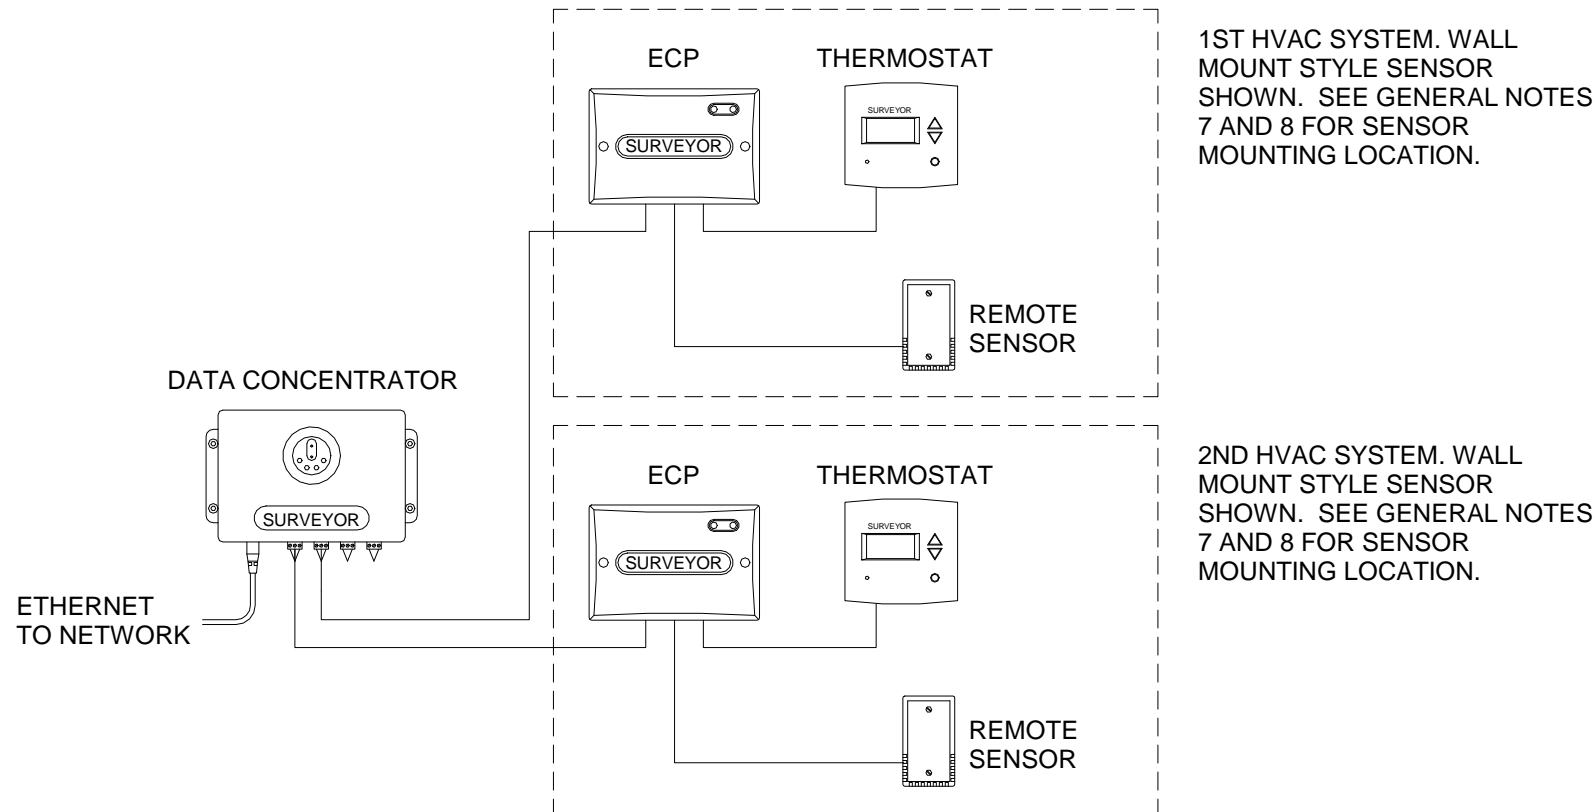 ECP
THERMOSTAT
SURVEYOR
SURVEYOR
REMOTE
SENSOR
1ST HVAC SYSTEM. WALL
MOUNT STYLE SENSOR
SHOWN.  SEE GENERAL NOTES
7 AND 8 FOR SENSOR
MOUNTING LOCATION.
DATA CONCENTRATOR
SURVEYOR
ETHERNET
TO NETWORK
ECP
THERMOSTAT
SURVEYOR
SURVEYOR
REMOTE
SENSOR
2ND HVAC SYSTEM. WALL
MOUNT STYLE SENSOR
SHOWN.  SEE GENERAL NOTES
7 AND 8 FOR SENSOR
MOUNTING LOCATION.